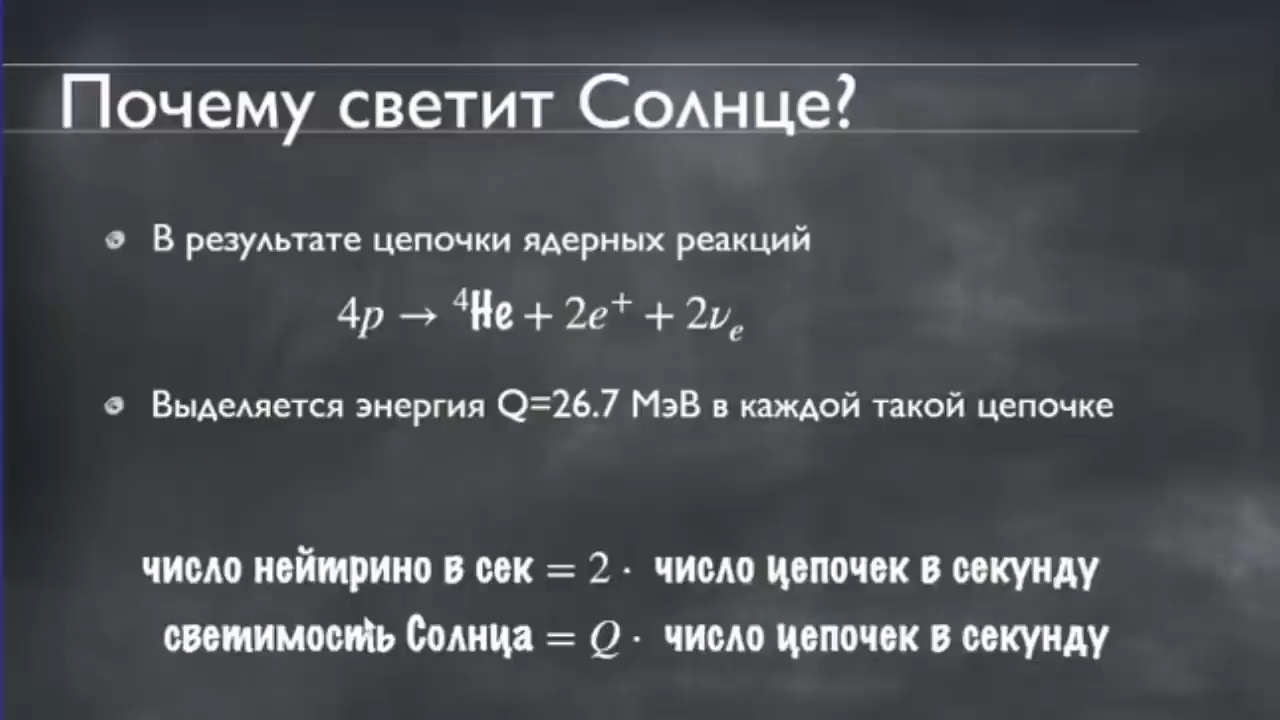 Почему светит Солнце?
В результате цепочки ядерных реакций
4p → ⁴He + 2e⁺ + 2νₑ
Выделяется энергия Q=26.7 МэВ в каждой такой цепочке
число нейтрино в сек = 2 · число цепочек в секунду
светимость Солнца = Q · число цепочек в секунду